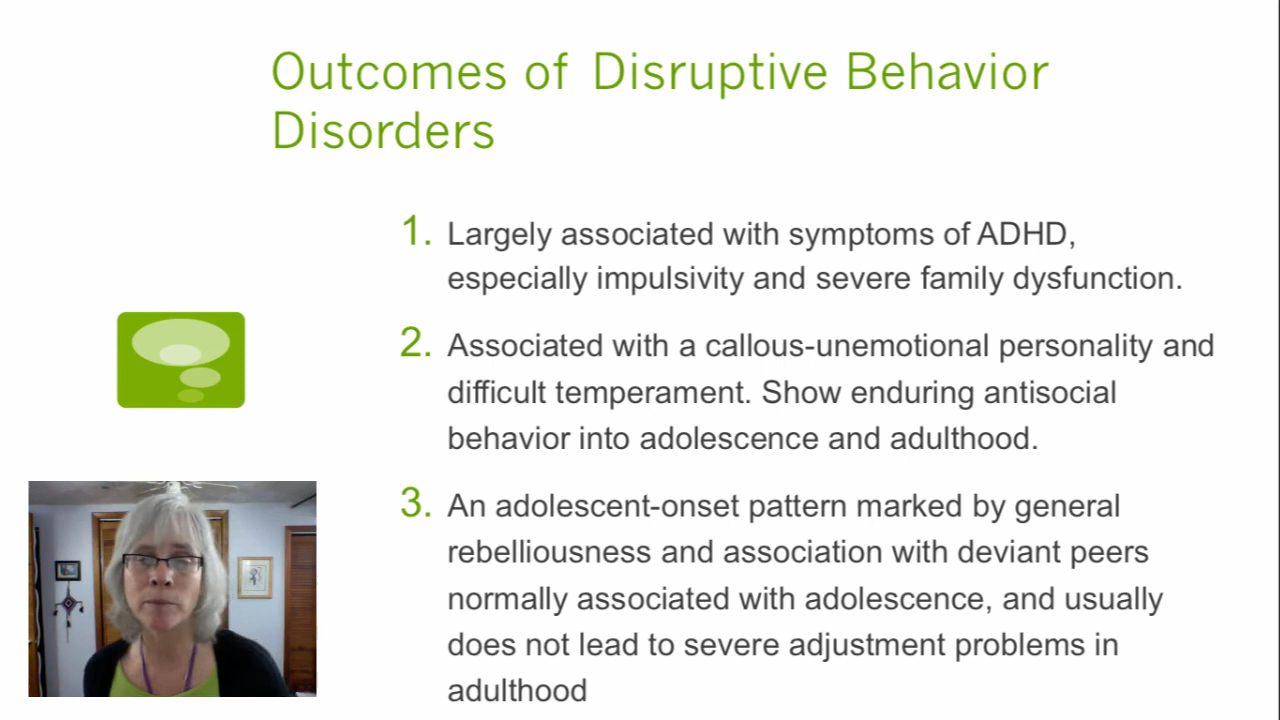 Outcomes of Disruptive Behavior
Disorders
1. Largely associated with symptoms of ADHD,
especially impulsivity and severe family dysfunction.
2. Associated with a callous-unemotional personality and
difficult temperament. Show enduring antisocial
behavior into adolescence and adulthood.
3. An adolescent-onset pattern marked by general
rebelliousness and association with deviant peers
normally associated with adolescence, and usually
does not lead to severe adjustment problems in
adulthood